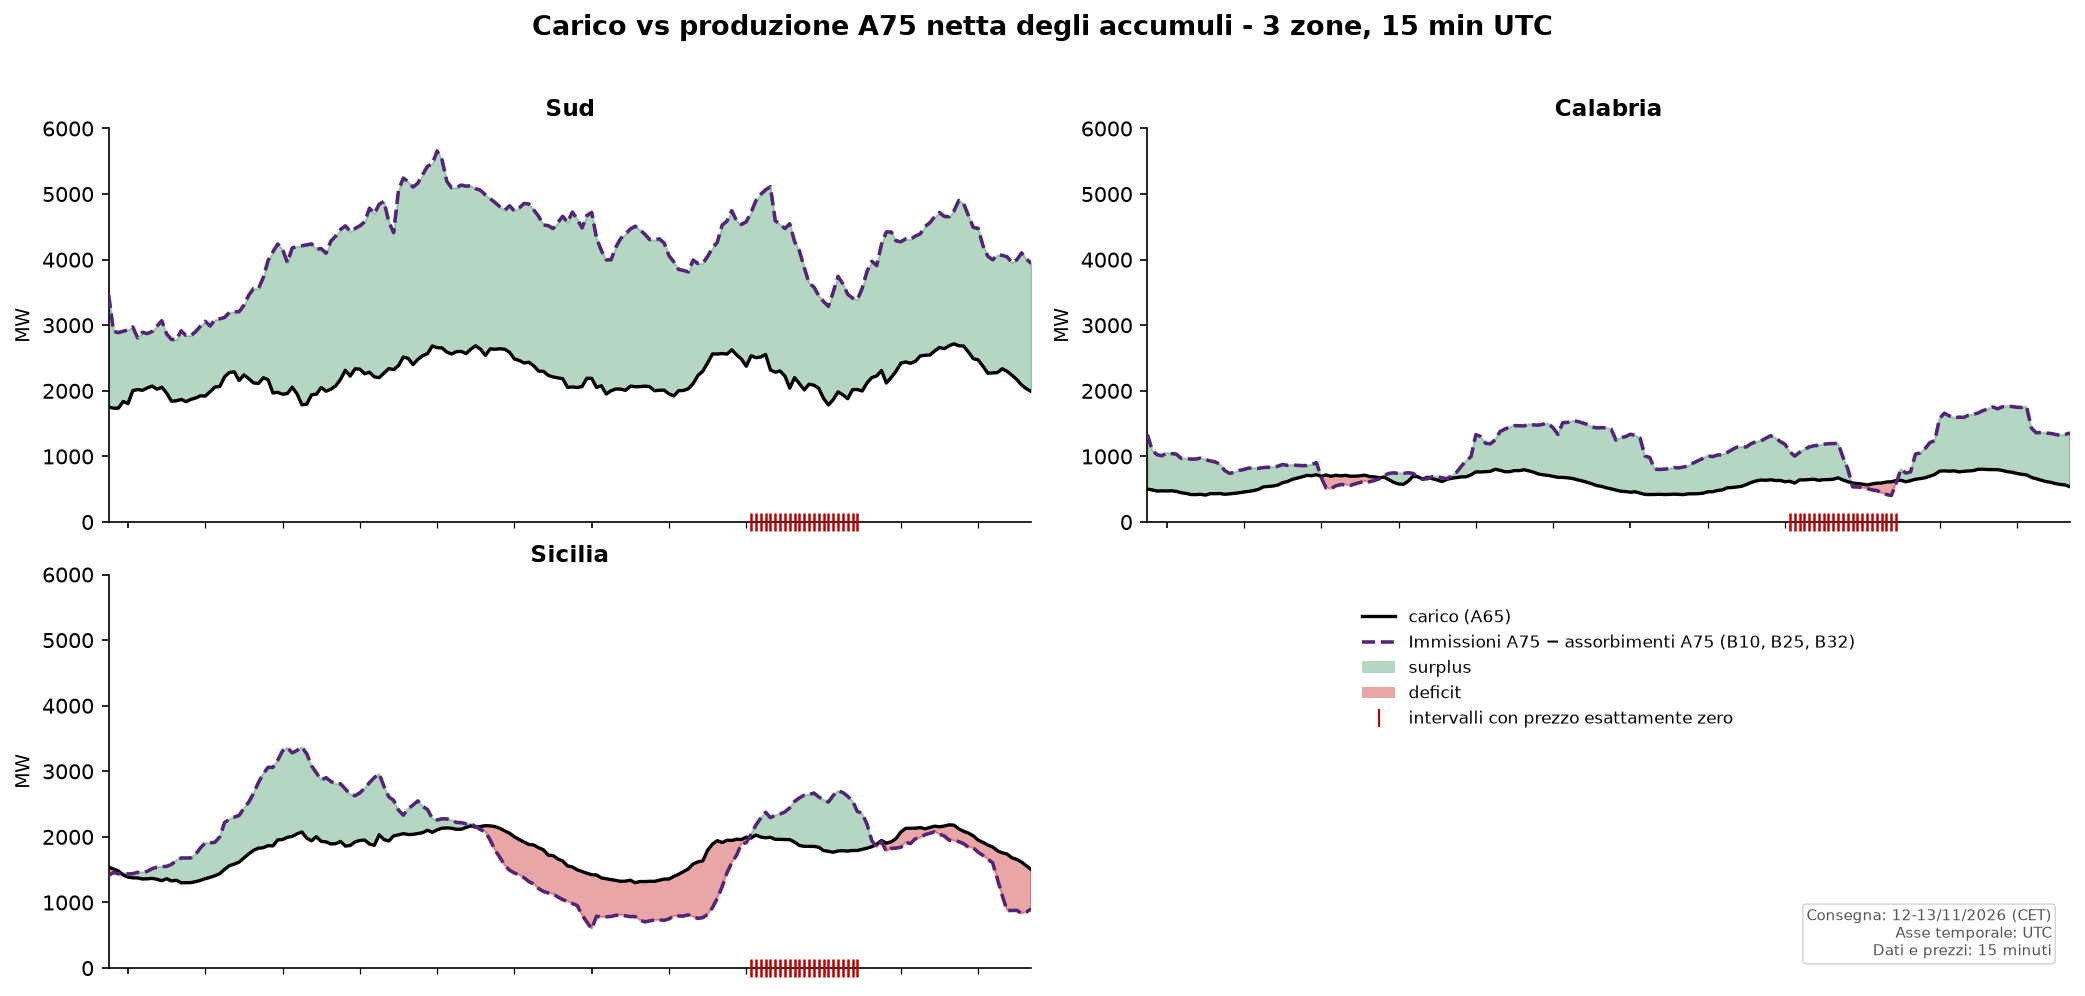 Carico vs produzione A75 netta degli accumuli - 3 zone, 15 min UTC
Sud
6000
5000
4000
3000
2000
1000
0
MW
Calabria
6000
5000
4000
3000
2000
1000
0
MW
Sicilia
6000
5000
4000
3000
2000
1000
0
MW
carico (A65)
Immissioni A75 − assorbimenti A75 (B10, B25, B32)
surplus
deficit
intervalli con prezzo esattamente zero
Consegna: 12-13/11/2026 (CET)
Asse temporale: UTC
Dati e prezzi: 15 minuti